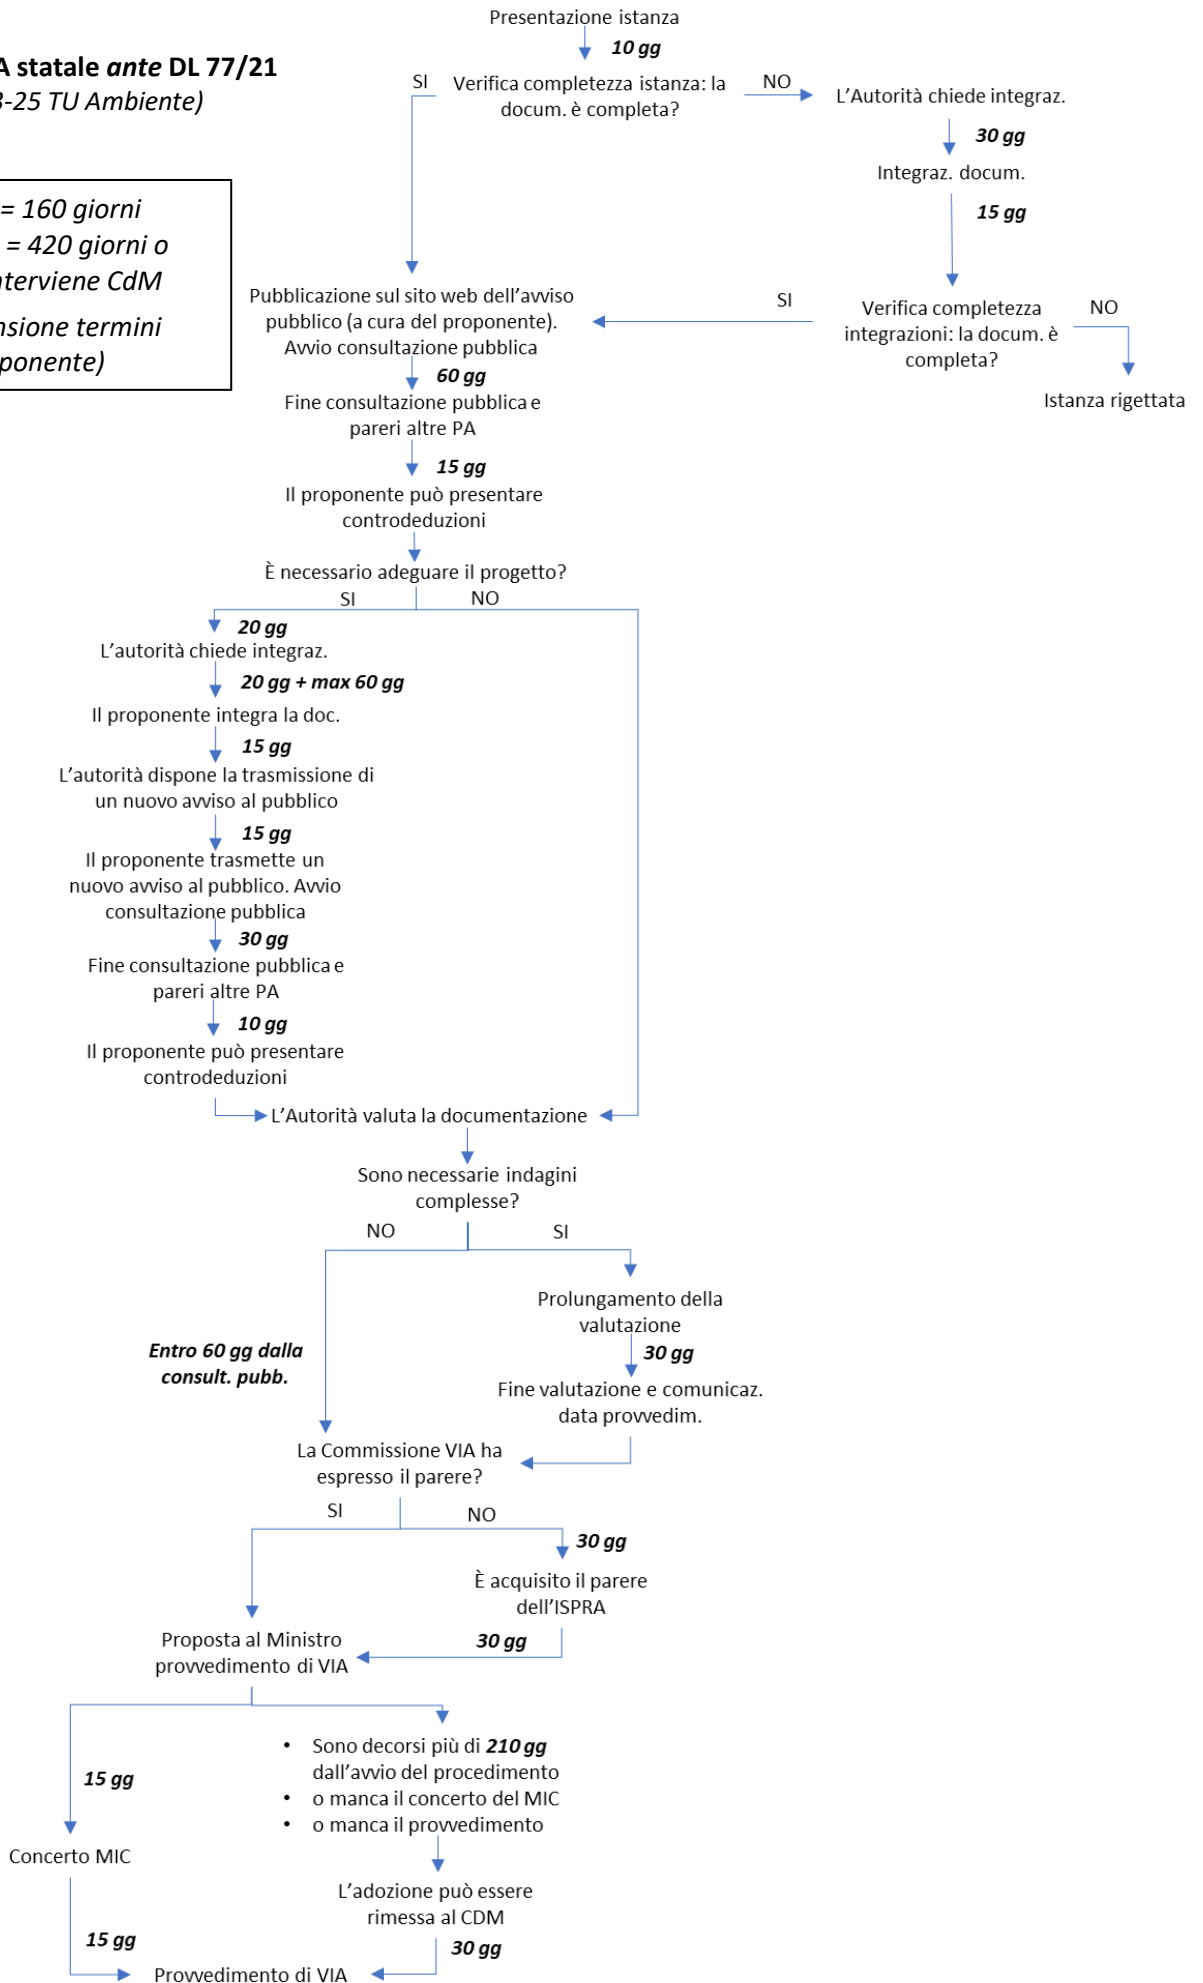 Presentazione istanza
10 gg
A statale ante DL 77/21
3-25 TU Ambiente)
SI
Verifica completezza istanza: la
docum. è completa?
NO
L'Autorità chiede integraz.
30 gg
Integraz. docum.
15 gg
= 160 giorni
= 420 giorni o
nterviene CdM
nsione termini
ponente)
Pubblicazione sul sito web dell'avviso
pubblico (a cura del proponente).
Avvio consultazione pubblica
SI
Verifica completezza
integrazioni: la docum. è
completa?
NO
Istanza rigettata
60 gg
Fine consultazione pubblica e
pareri altre PA
15 gg
Il proponente può presentare
controdeduzioni
È necessario adeguare il progetto?
SI
NO
20 gg
L'autorità chiede integraz.
20 gg + max 60 gg
Il proponente integra la doc.
15 gg
L'autorità dispone la trasmissione di
un nuovo avviso al pubblico
15 gg
Il proponente trasmette un
nuovo avviso al pubblico. Avvio
consultazione pubblica
30 gg
Fine consultazione pubblica e
pareri altre PA
10 gg
Il proponente può presentare
controdeduzioni
L'Autorità valuta la documentazione
Sono necessarie indagini
complesse?
NO
SI
Prolungamento della
valutazione
Entro 60 gg dalla
consult. pubb.
30 gg
Fine valutazione e comunicaz.
data provvedim.
La Commissione VIA ha
espresso il parere?
SI
NO
30 gg
È acquisito il parere
dell'ISPRA
30 gg
Proposta al Ministro
provvedimento di VIA
15 gg
• Sono decorsi più di 210 gg
dall'avvio del procedimento
• o manca il concerto del MIC
• o manca il provvedimento
Concerto MIC
L'adozione può essere
rimessa al CDM
15 gg
30 gg
Provvedimento di VIA